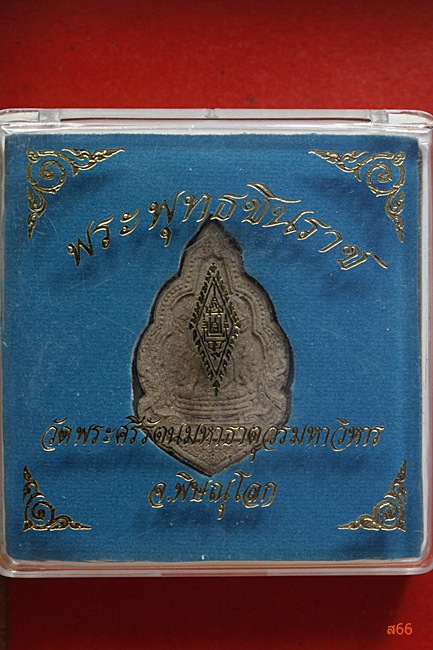 พระพุทธชินราช
วัดพระศรีรัตนมหาธาตุวรมหาวิหาร
จ.พิษณุโลก
ส66